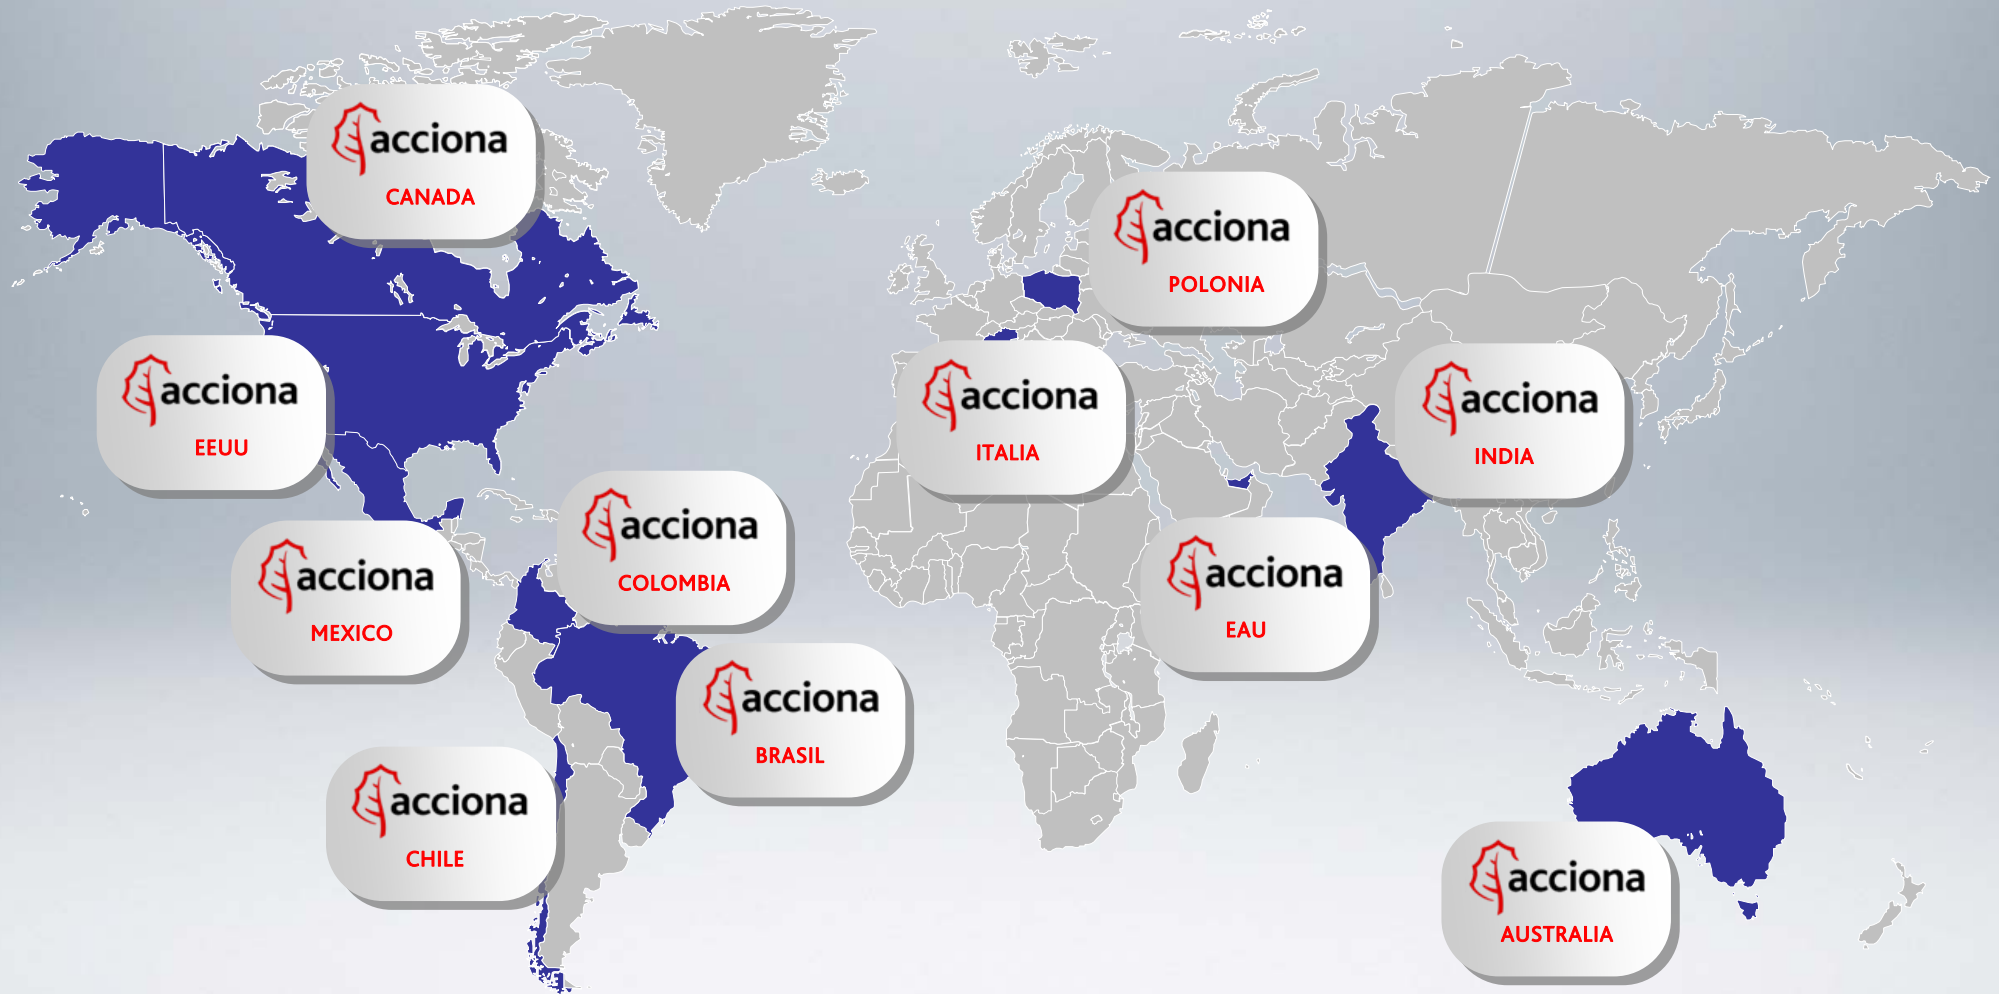 acciona
CANADA
acciona
POLONIA
acciona
EEUU
acciona
ITALIA
acciona
INDIA
acciona
COLOMBIA
acciona
MEXICO
acciona
EAU
acciona
BRASIL
acciona
CHILE
acciona
AUSTRALIA